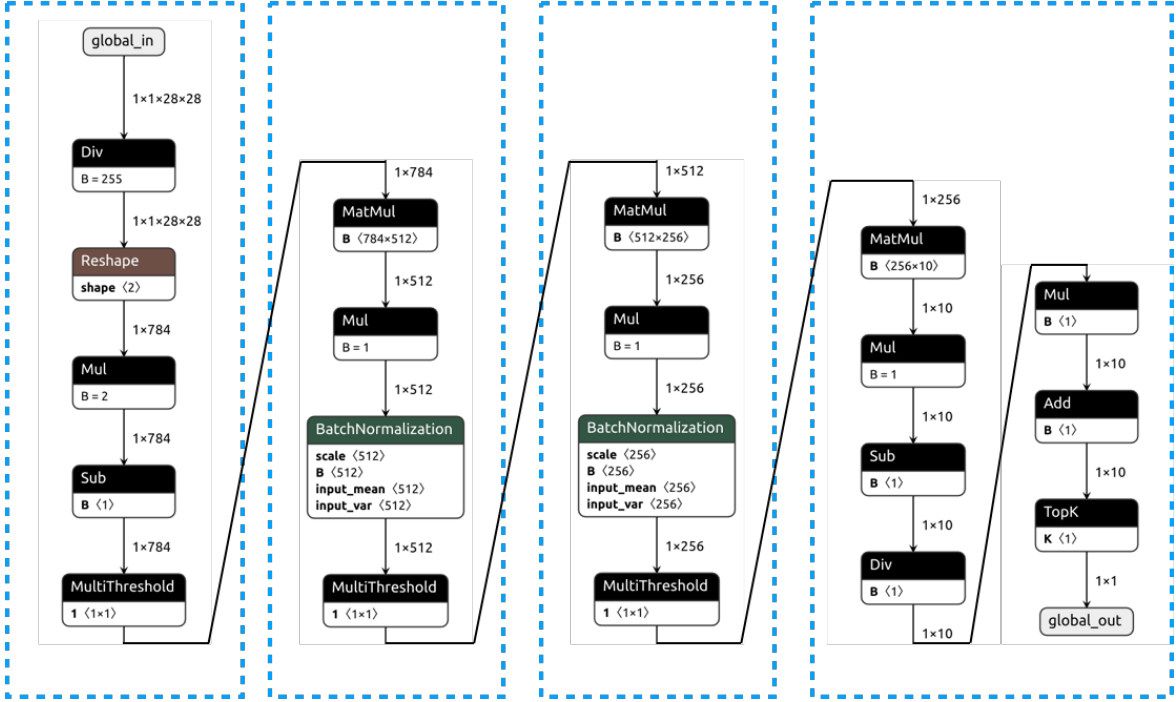 global_in
1×1×28×28
Div
B = 255
1×1×28×28
Reshape
shape ⟨2⟩
1×784
Mul
B = 2
1×784
Sub
B ⟨1⟩
1×784
MultiThreshold
1 ⟨1×1⟩
1×784
MatMul
B ⟨784×512⟩
1×512
Mul
B = 1
1×512
BatchNormalization
scale ⟨512⟩
B ⟨512⟩
input_mean ⟨512⟩
input_var ⟨512⟩
1×512
MultiThreshold
1 ⟨1×1⟩
1×512
MatMul
B ⟨512×256⟩
1×256
Mul
B = 1
1×256
BatchNormalization
scale ⟨256⟩
B ⟨256⟩
input_mean ⟨256⟩
input_var ⟨256⟩
1×256
MultiThreshold
1 ⟨1×1⟩
1×256
MatMul
B ⟨256×10⟩
1×10
Mul
B = 1
1×10
Sub
B ⟨1⟩
1×10
Div
B ⟨1⟩
1×10
Mul
B ⟨1⟩
1×10
Add
B ⟨1⟩
1×10
TopK
K ⟨1⟩
1×1
global_out